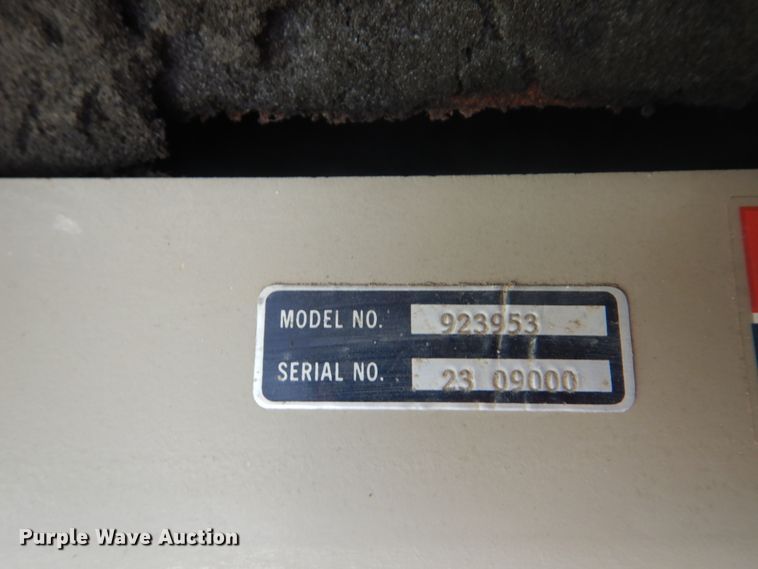 MODEL NO. 923953
SERIAL NO. 23 09000
Purple Wave Auction